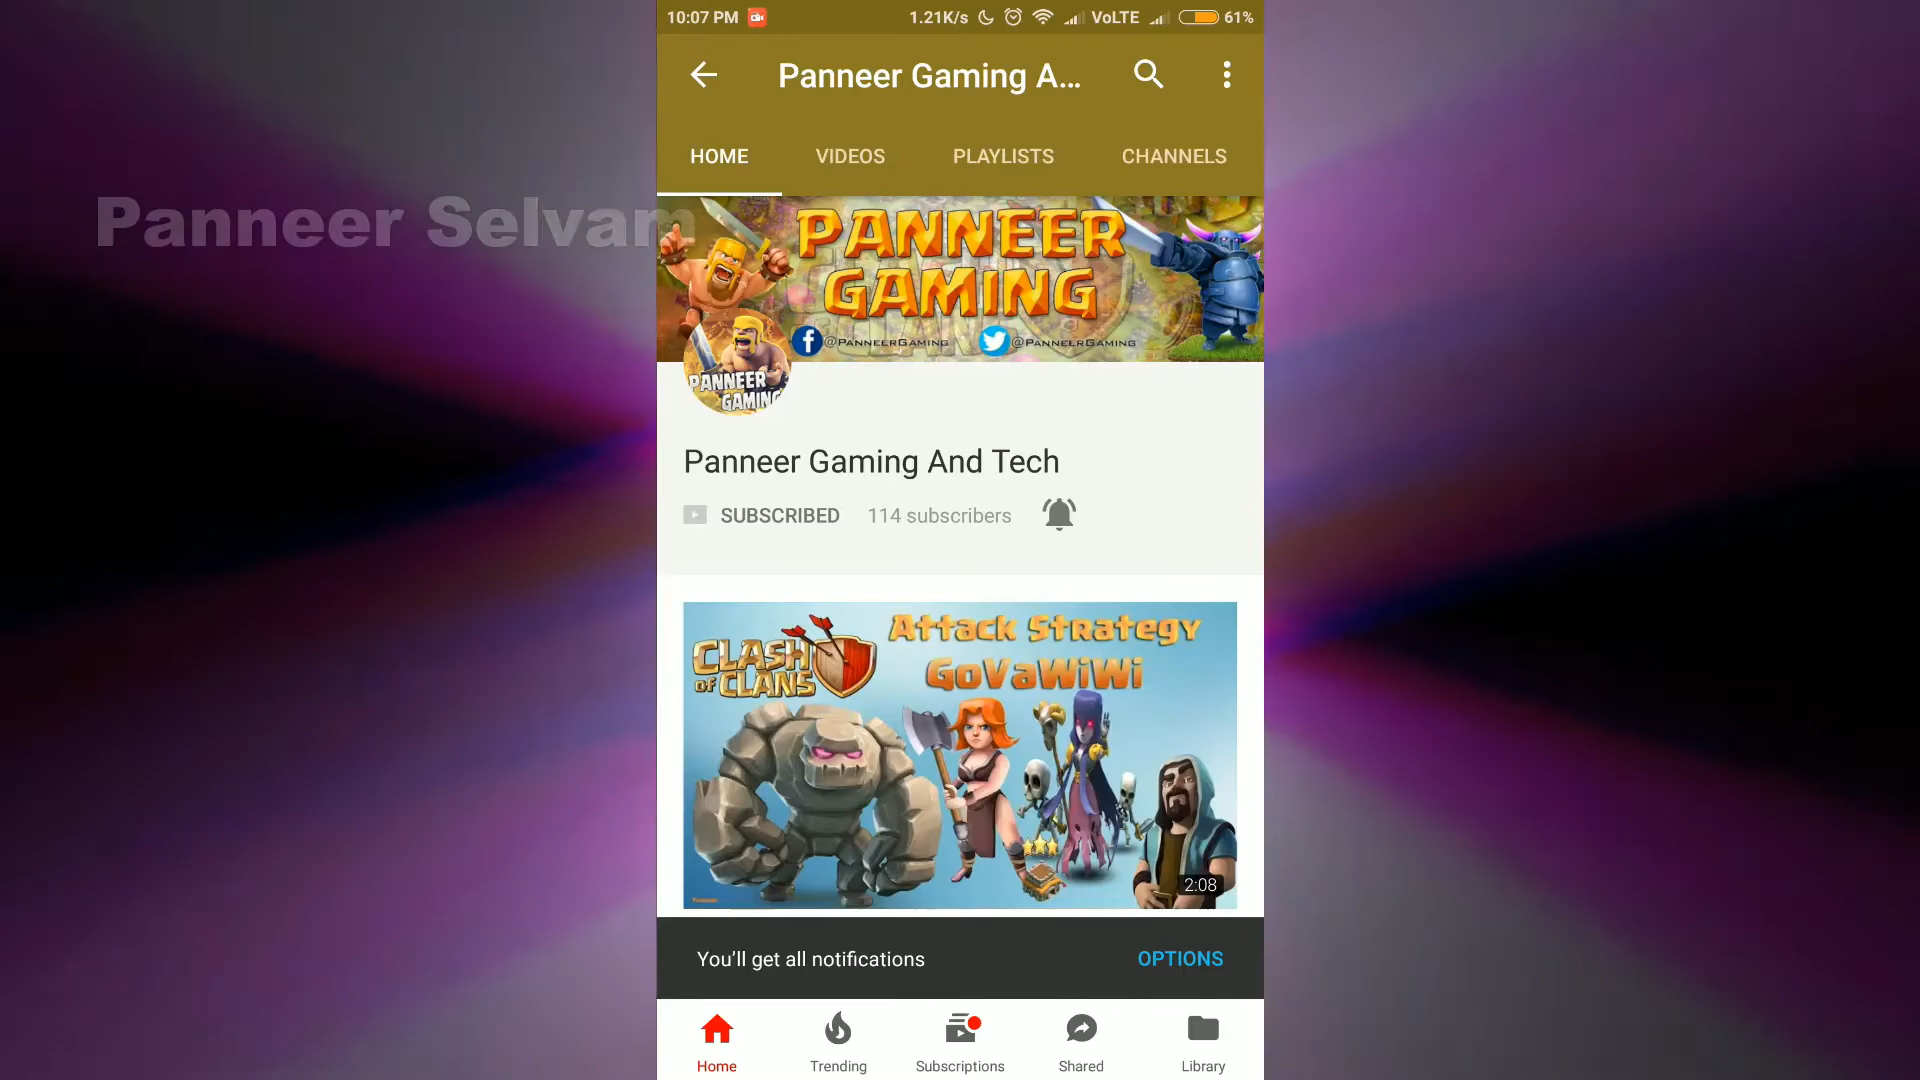 10:07 PM 1.21K/s VoLTE 61%
Panneer Gaming A...
HOME VIDEOS PLAYLISTS CHANNELS
Panneer Selvam
PANNEER
GAMING
@PANNEERGAMING @PANNEERGAMING
PANNEER
GAMING
Panneer Gaming And Tech
SUBSCRIBED 114 subscribers
Attack Strategy
CLASH
OF CLANS
GoVaWiWi
2:08
You'll get all notifications OPTIONS
Home Trending Subscriptions Shared Library